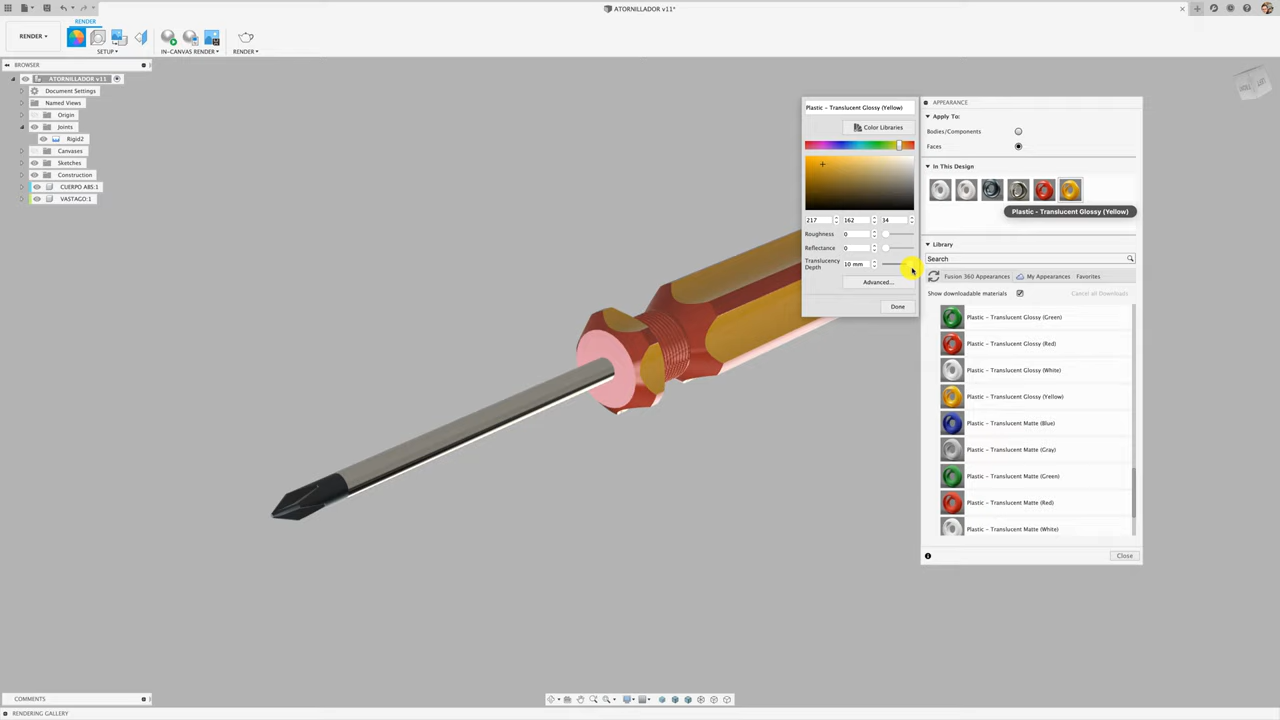 ATORNILLADOR v11*
RENDER
RENDER
SETUP
IN-CANVAS RENDER
RENDER
BROWSER
ATORNILLADOR v11
Document Settings
Named Views
Origin
Joints
Rigid2
Canvases
Sketches
Construction
CUERPO ABS:1
VASTAGO:1
Plastic - Translucent Glossy (Yellow)
Color Libraries
217 162 34
Roughness 0
Reflectance 0
Translucency Depth 10 mm
Advanced...
Done
APPEARANCE
Apply To:
Bodies/Components
Faces
In This Design
Plastic - Translucent Glossy (Yellow)
Library
Search
Fusion 360 Appearances My Appearances Favorites
Show downloadable materials Cancel all Downloads
Plastic - Translucent Glossy (Green)
Plastic - Translucent Glossy (Red)
Plastic - Translucent Glossy (White)
Plastic - Translucent Glossy (Yellow)
Plastic - Translucent Matte (Blue)
Plastic - Translucent Matte (Gray)
Plastic - Translucent Matte (Green)
Plastic - Translucent Matte (Red)
Plastic - Translucent Matte (White)
Close
COMMENTS
RENDERING GALLERY